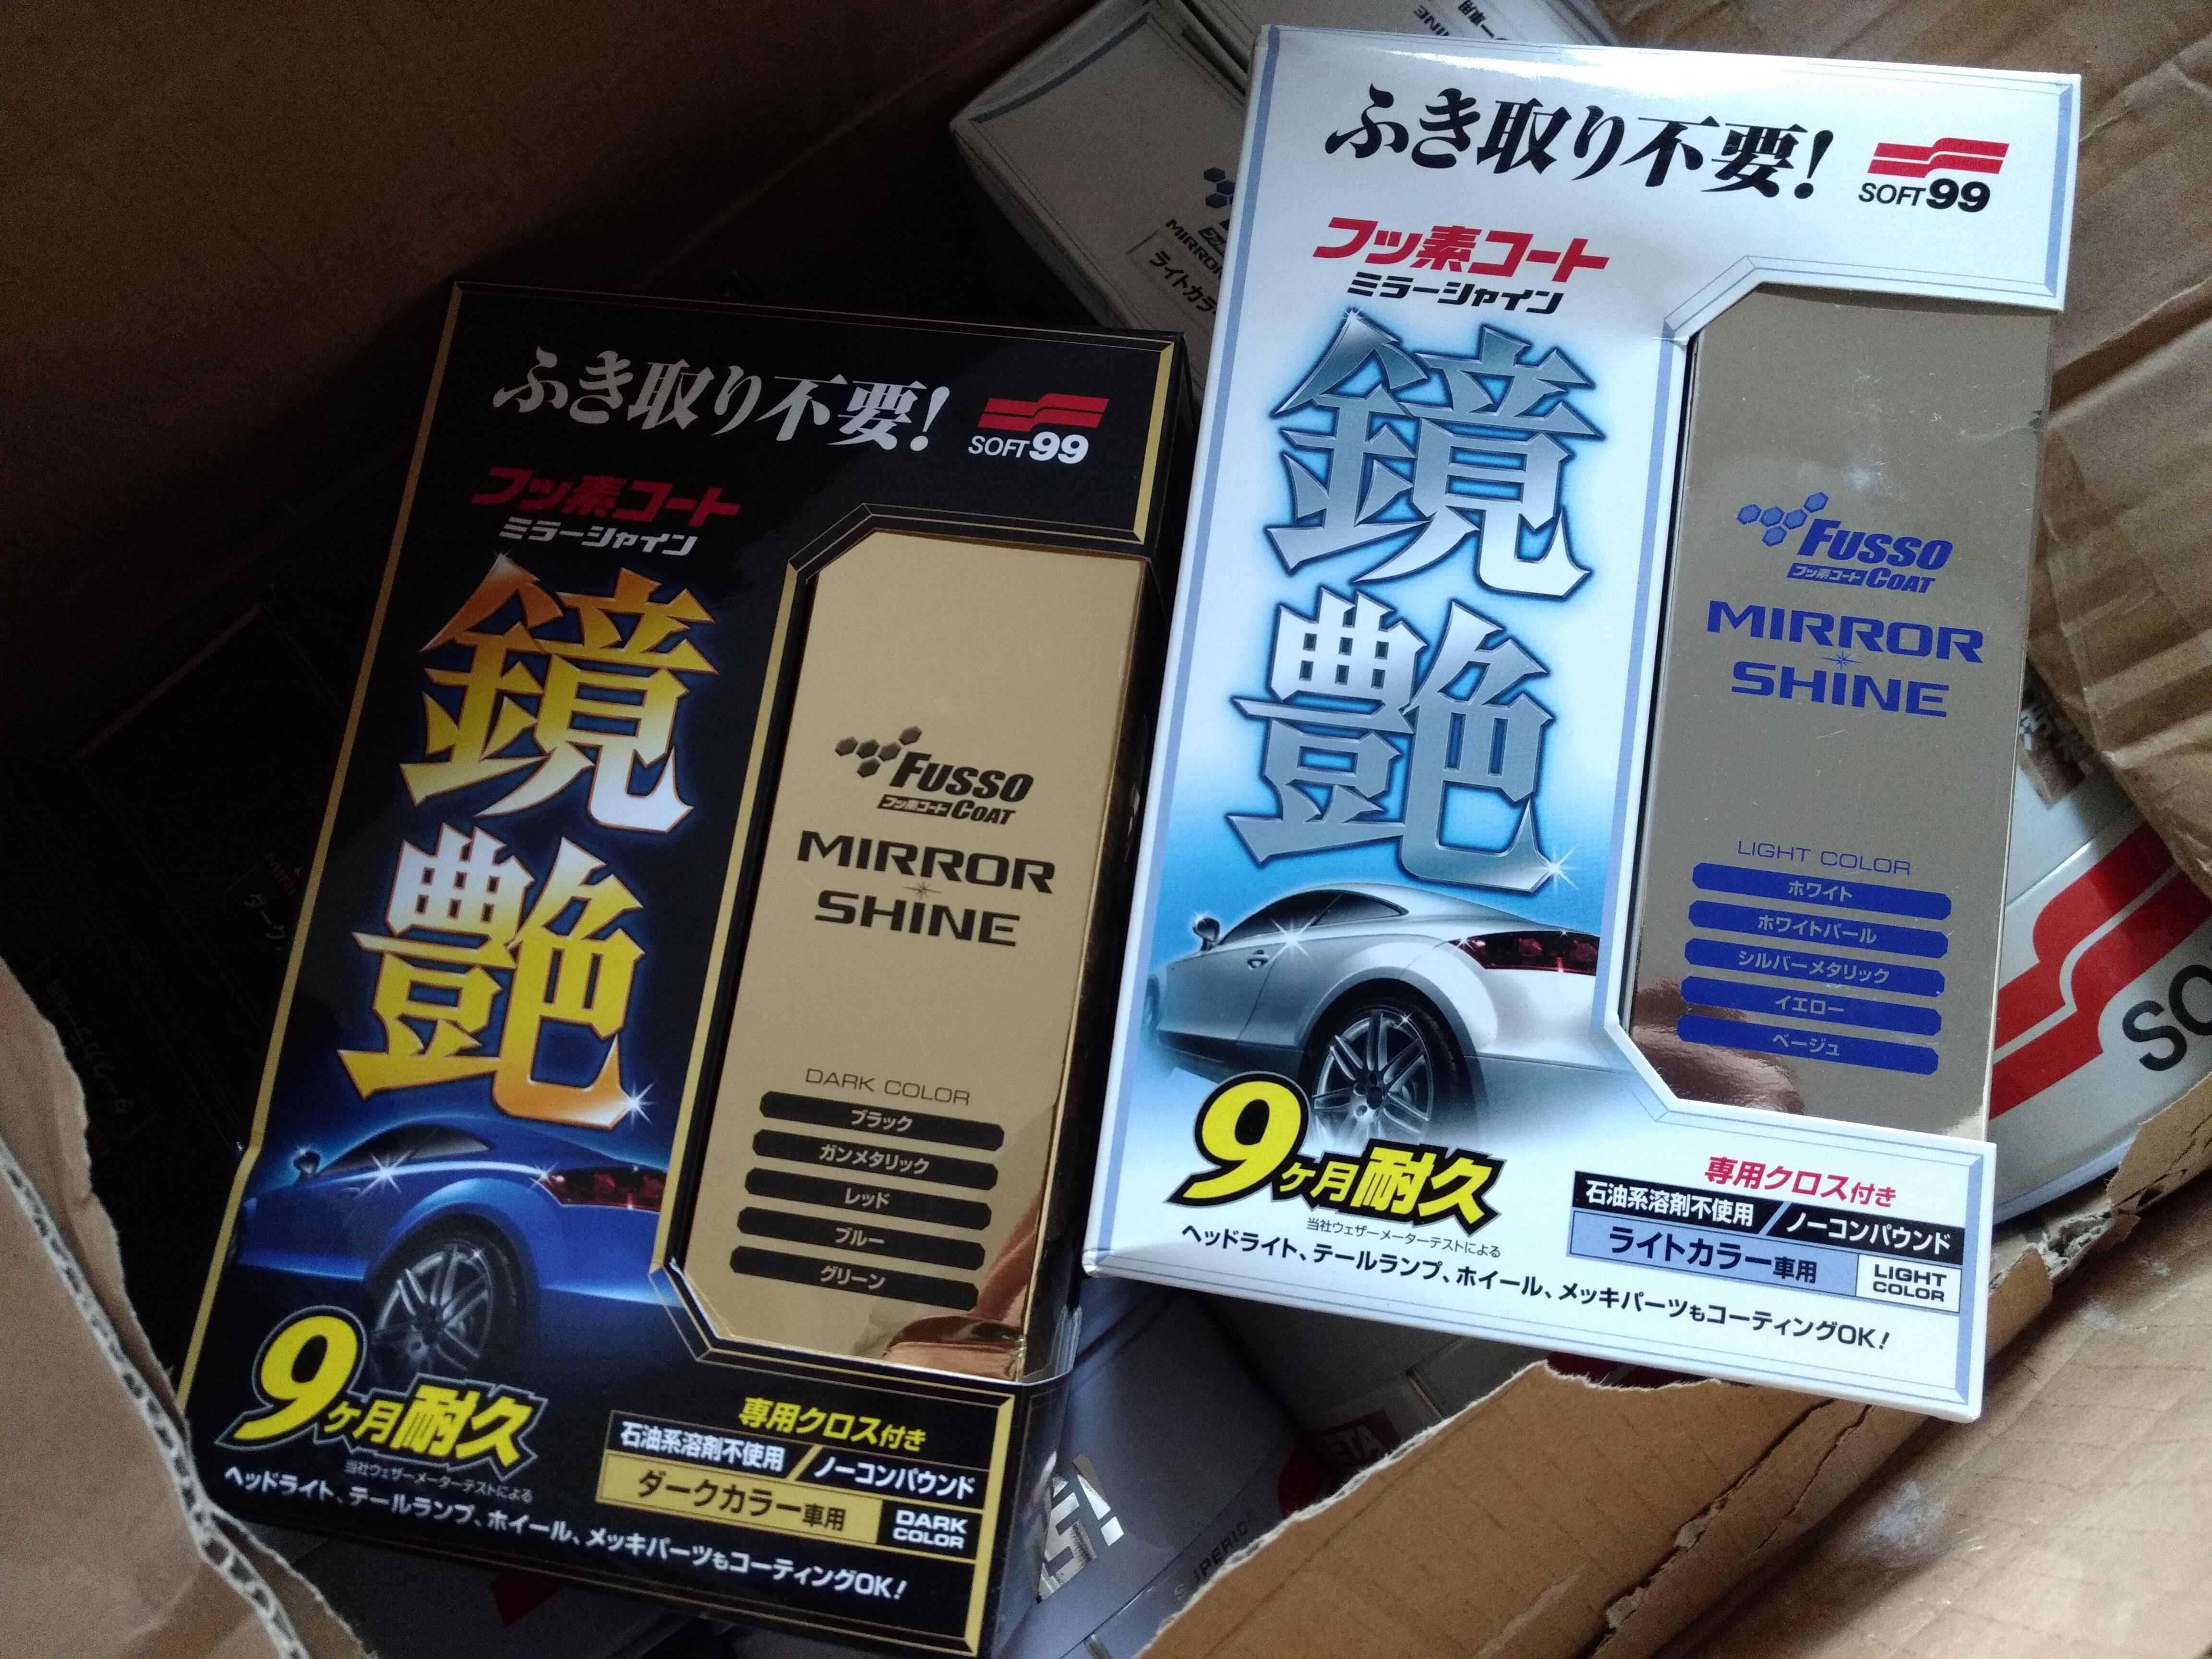 ふき取り不要!
SOFT99
フッ素コート
ミラーシャイン
鏡艶
FUSSO
フッ素コート COAT
MIRROR
SHINE
DARK COLOR
ブラック
ガンメタリック
レッド
ブルー
グリーン
9ヶ月耐久
当社ウェザーメーターテストによる
専用クロス付き
石油系溶剤不使用/ノーコンパウンド
ダークカラー車用
DARK
COLOR
ヘッドライト、テールランプ、ホイール、メッキパーツもコーティングOK!
ふき取り不要!
SOFT99
フッ素コート
ミラーシャイン
鏡艶
FUSSO
フッ素コート COAT
MIRROR
SHINE
LIGHT COLOR
ホワイト
ホワイトパール
シルバーメタリック
イエロー
ベージュ
9ヶ月耐久
当社ウェザーメーターテストによる
専用クロス付き
石油系溶剤不使用/ノーコンパウンド
ライトカラー車用
LIGHT
COLOR
ヘッドライト、テールランプ、ホイール、メッキパーツもコーティングOK!
MIRROR
ライトカラ
ダーク
SO